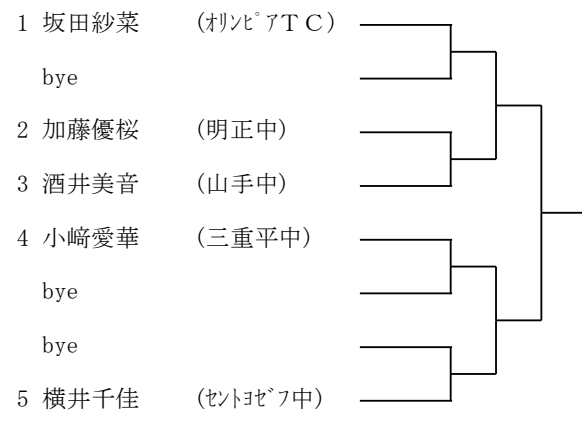 1 坂田紗菜 (ｵﾘﾝﾋﾟｱＴＣ)
bye
2 加藤優桜 (明正中)
3 酒井美音 (山手中)
4 小﨑愛華 (三重平中)
bye
bye
5 横井千佳 (ｾﾝﾄﾖｾﾞﾌ中)